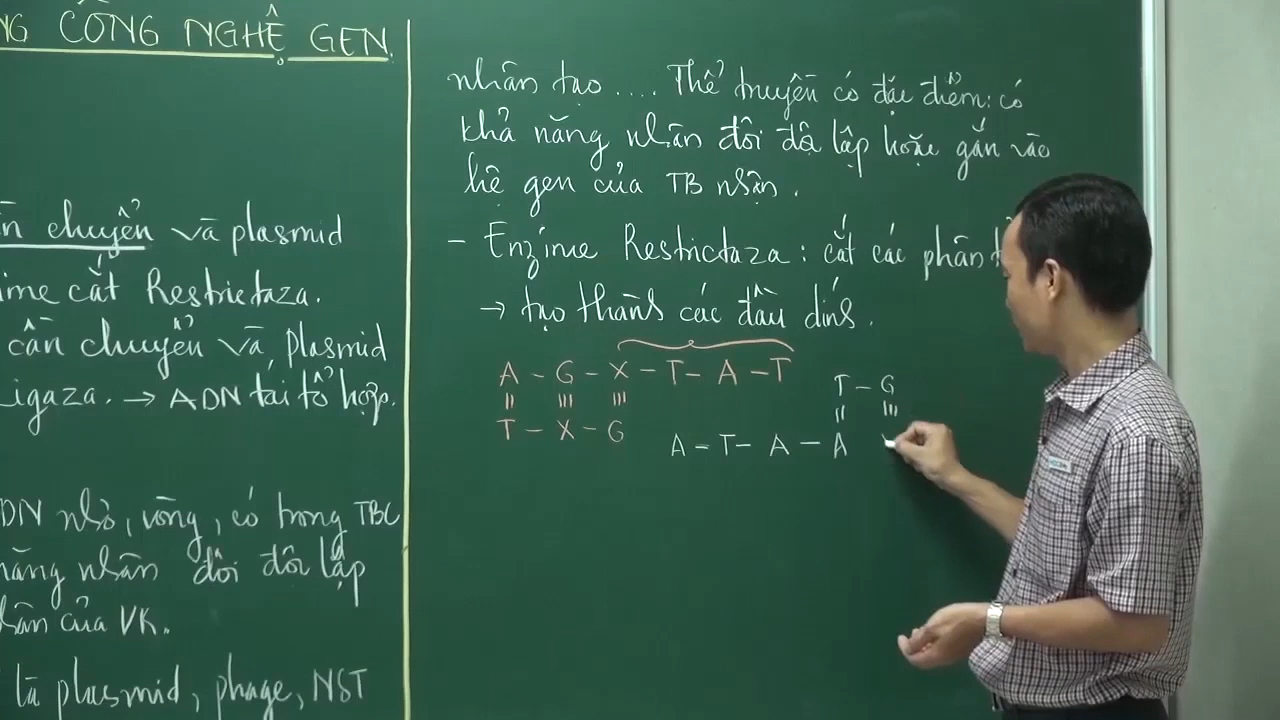 NG CÔNG NGHỆ GEN.
ần chuyển và plasmid
ime cắt Restrictaza.
cần chuyển và plasmid
igaza. → ADN tái tổ hợp.
DN nhỏ, vòng, có trong TBC
năng nhân đôi độc lập
hân của VK.
là plasmid, phage, NST
nhân tạo .... Thể truyền có đặc điểm: có
khả năng nhân đôi độc lập hoặc gắn vào
hệ gen của TB nhận.
- Enzime Restrictaza: cắt các phân t
→ tạo thành các đầu dính.
A - G - X - T - A - T
T - X - G
T - G
A - T - A - A